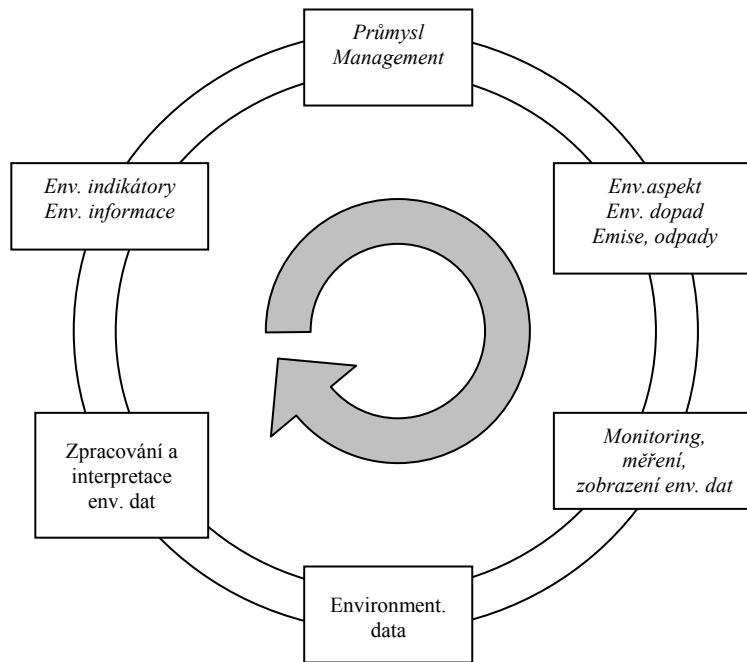 Průmysl
Management
Env.aspekt
Env. dopad
Emise, odpady
Monitoring,
měření,
zobrazení env. dat
Environment.
data
Zpracování a
interpretace
env. dat
Env. indikátory
Env. informace